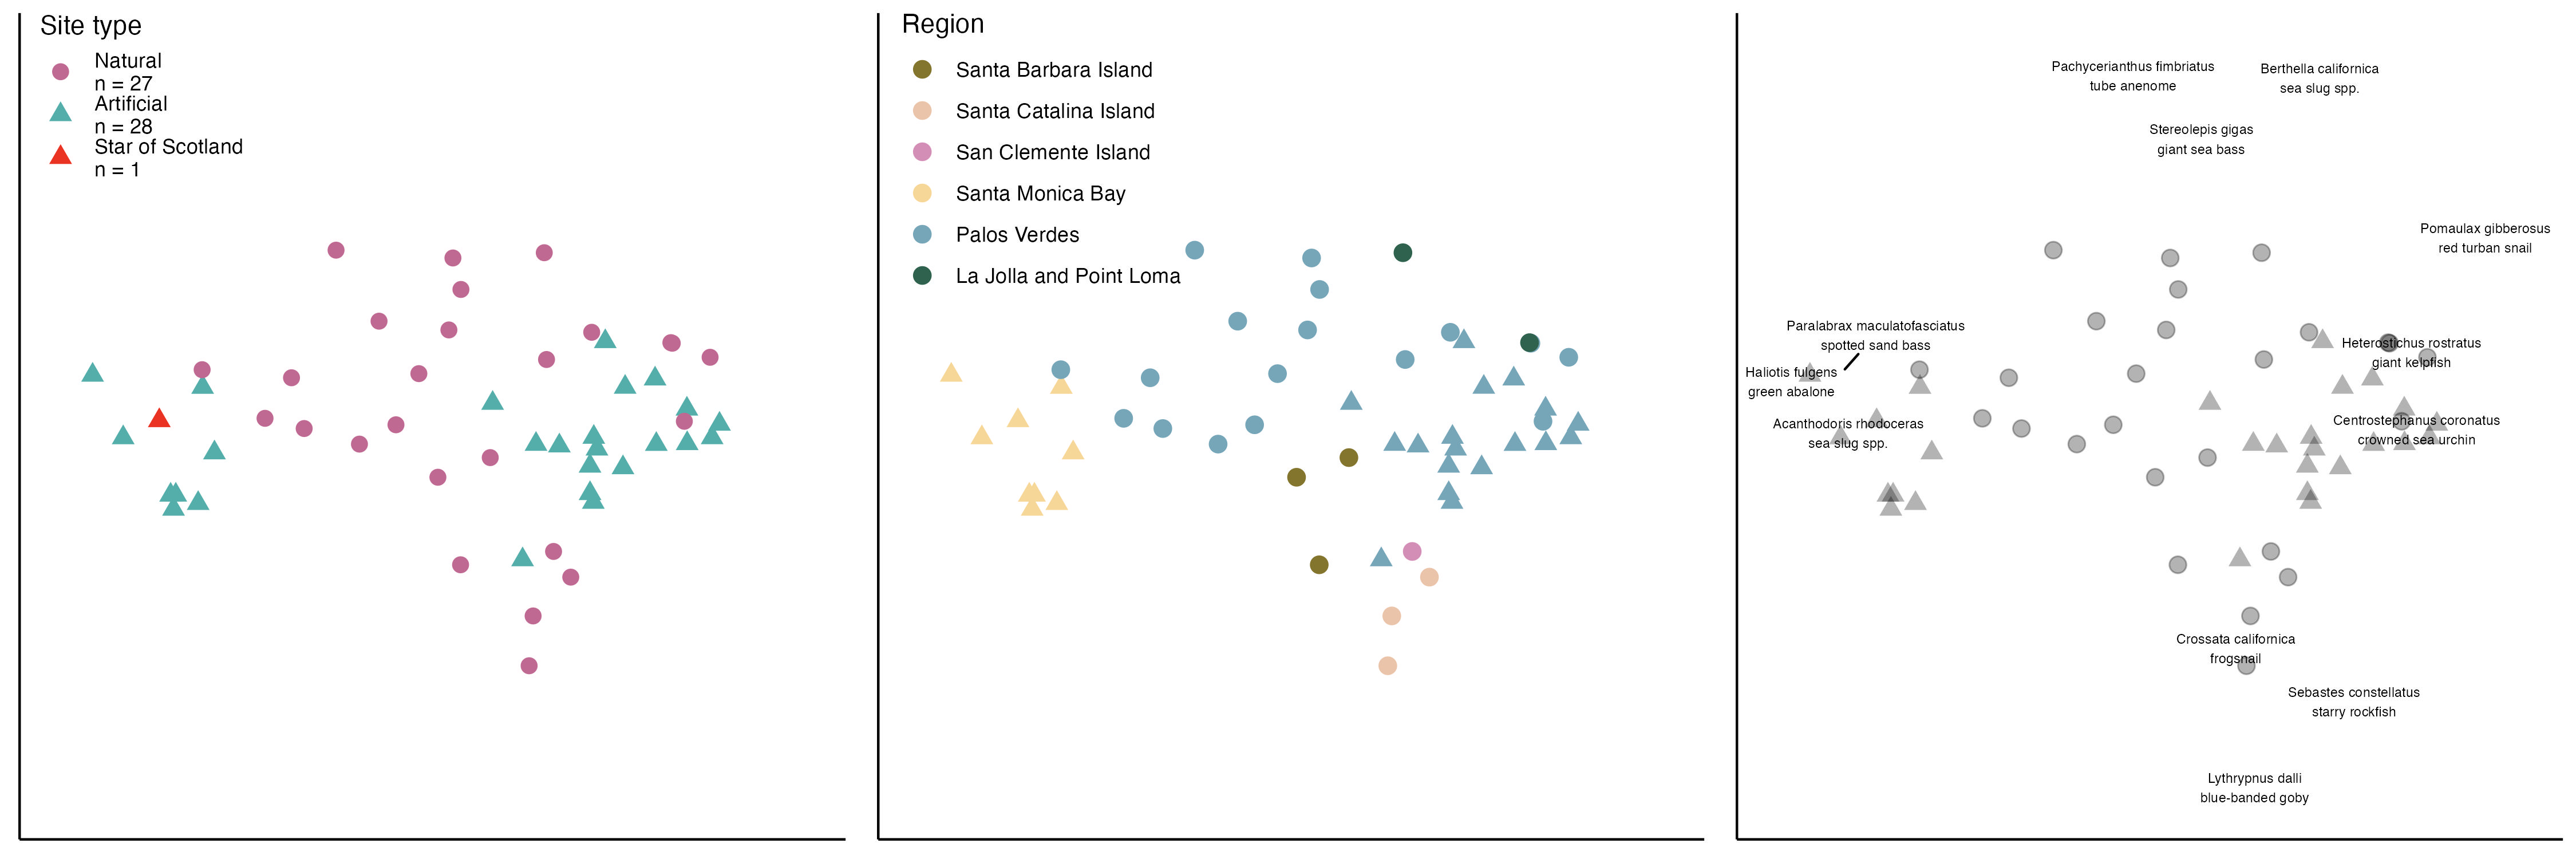 Site type
Natural
n = 27
Artificial
n = 28
Star of Scotland
n = 1
Region
Santa Barbara Island
Santa Catalina Island
San Clemente Island
Santa Monica Bay
Palos Verdes
La Jolla and Point Loma
Pachycerianthus fimbriatus
tube anenome
Berthella californica
sea slug spp.
Stereolepis gigas
giant sea bass
Pomaulax gibberosus
red turban snail
Paralabrax maculatofasciatus
spotted sand bass
Heterostichus rostratus
giant kelpfish
Haliotis fulgens
green abalone
Acanthodoris rhodoceras
sea slug spp.
Centrostephanus coronatus
crowned sea urchin
Crossata californica
frogsnail
Sebastes constellatus
starry rockfish
Lythrypnus dalli
blue-banded goby